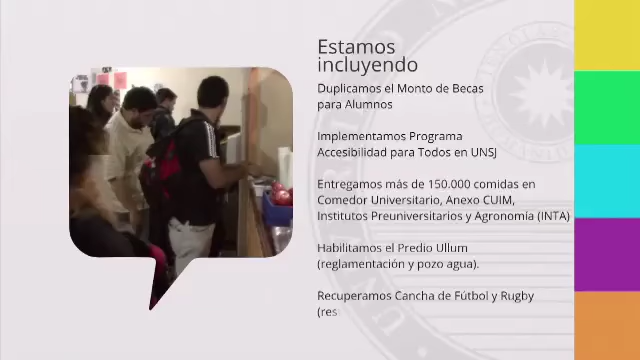 Estamos
incluyendo
Duplicamos el Monto de Becas
para Alumnos
Implementamos Programa
Accesibilidad para Todos en UNSJ
Entregamos más de 150.000 comidas en
Comedor Universitario, Anexo CUIM,
Institutos Preuniversitarios y Agronomía (INTA)
Habilitamos el Predio Ullum
(reglamentación y pozo agua).
Recuperamos Cancha de Fútbol y Rugby
(res